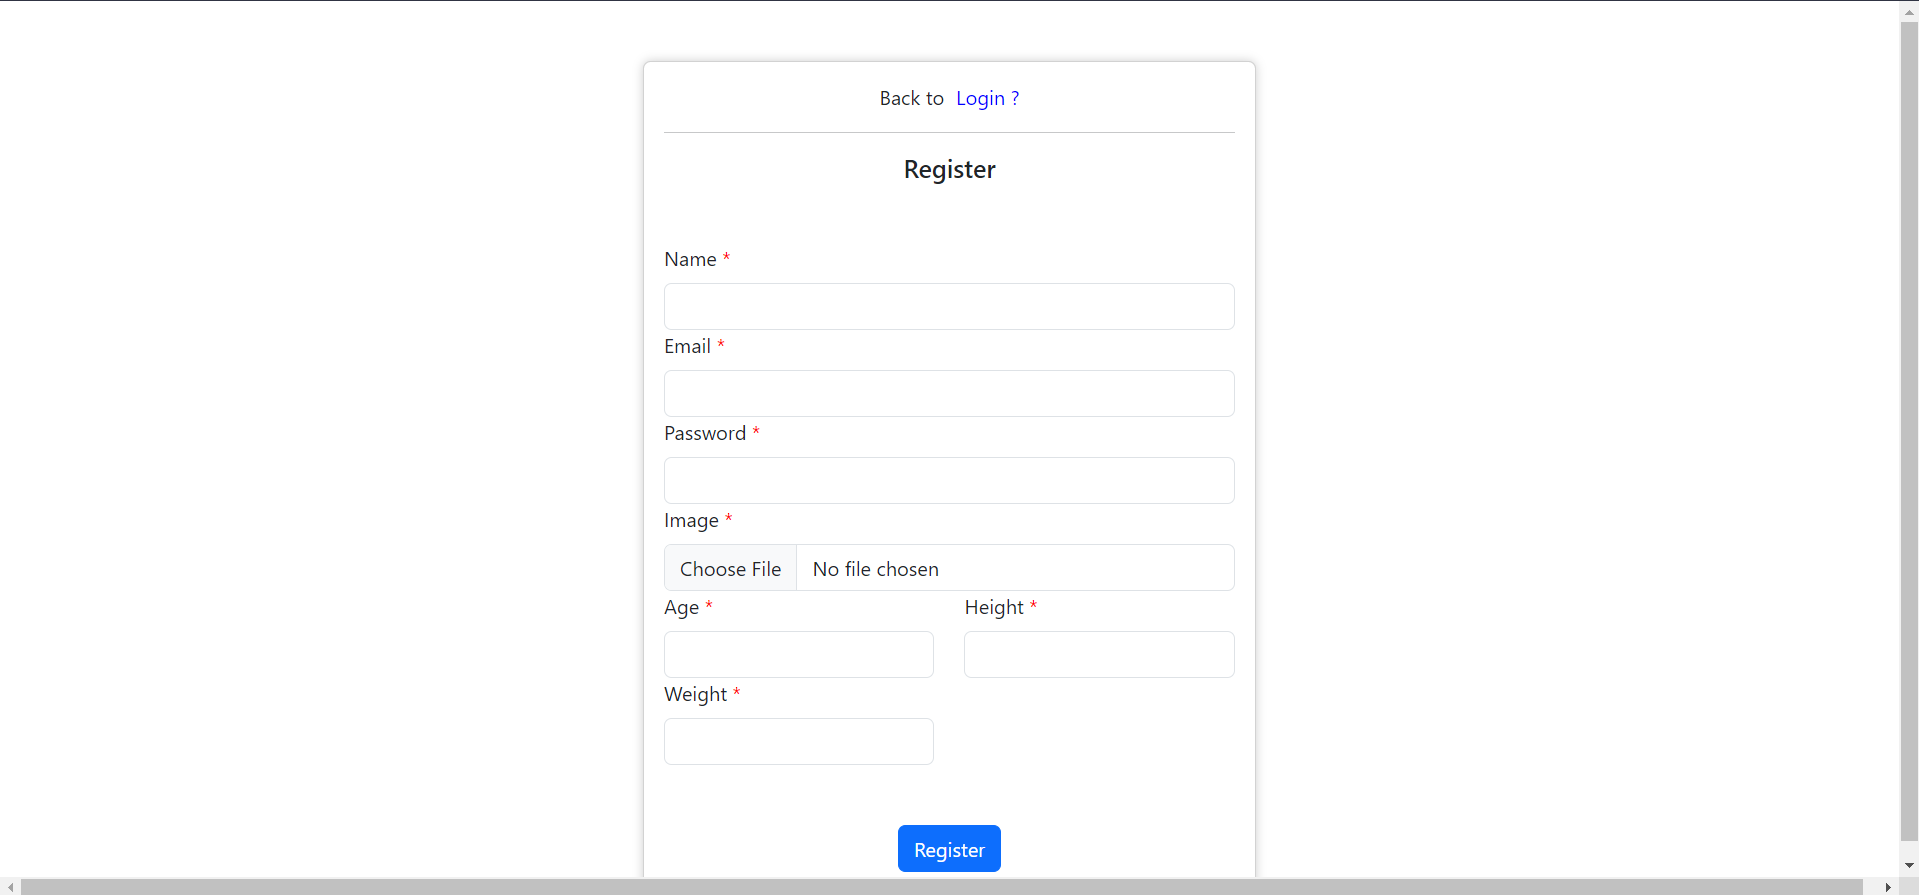 Back to Login ?
Register
Name *
Email *
Password *
Image *
Choose File No file chosen
Age * Height *
Weight *
Register